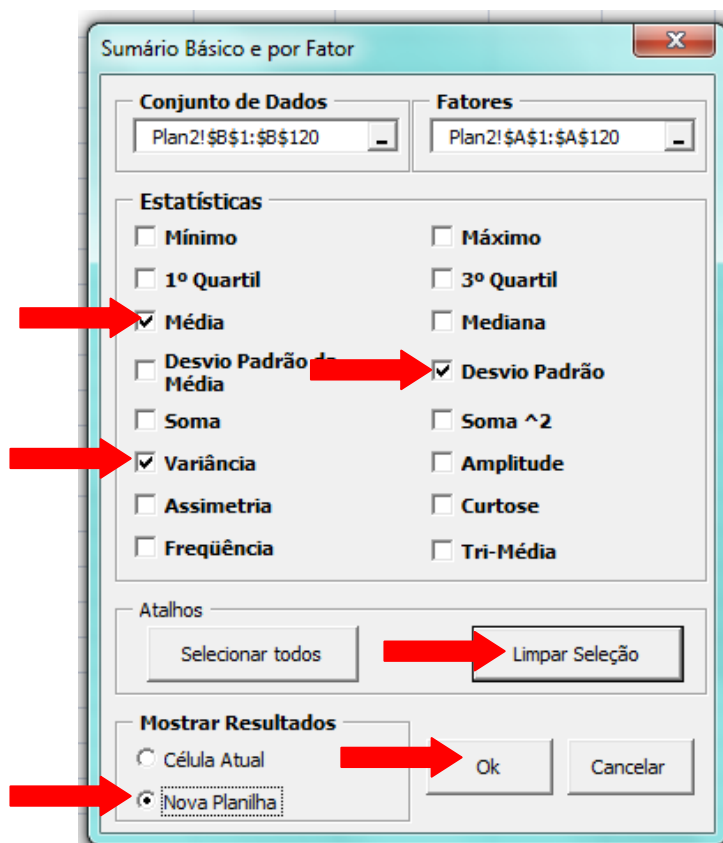 Sumário Básico e por Fator
Conjunto de Dados
Fatores
Plan2!$B$1:$B$120
Plan2!$A$1:$A$120
Estatísticas
Mínimo
Máximo
1º Quartil
3º Quartil
Média
Mediana
Desvio Padrão
Média
Desvio Padrão
Soma
Soma ^2
Variância
Amplitude
Assimetria
Curtose
Freqüência
Tri-Média
Atalhos
Selecionar todos
Limpar Seleção
Mostrar Resultados
Célula Atual
Nova Planilha
Ok
Cancelar